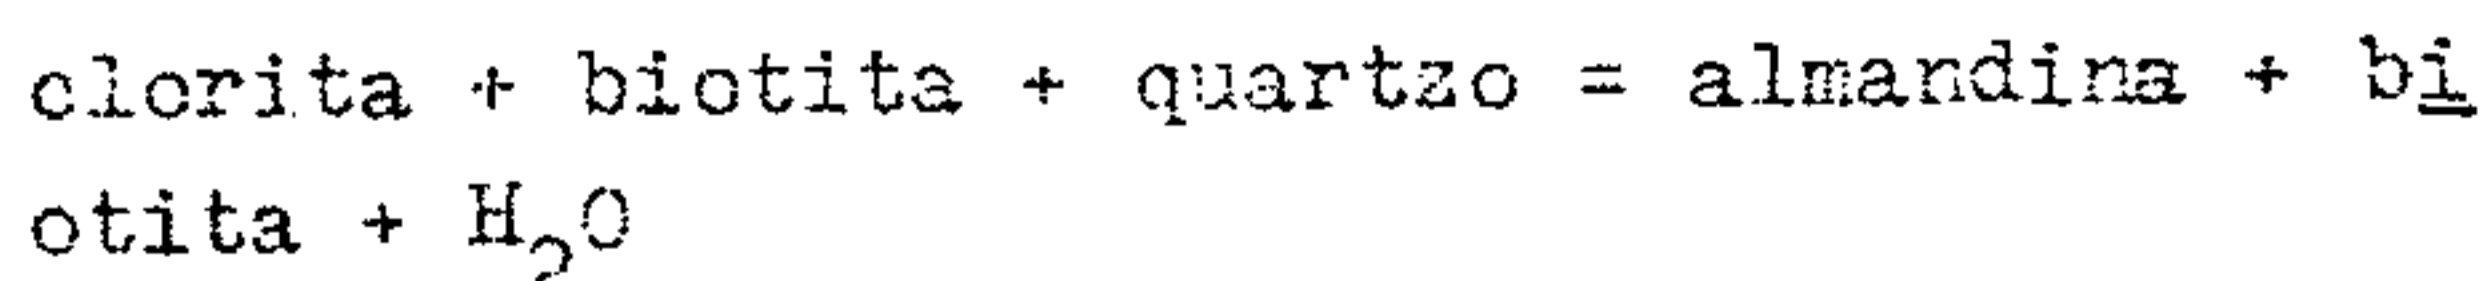 clorita + biotita + quartzo = almandina + bi
otita + H₂O